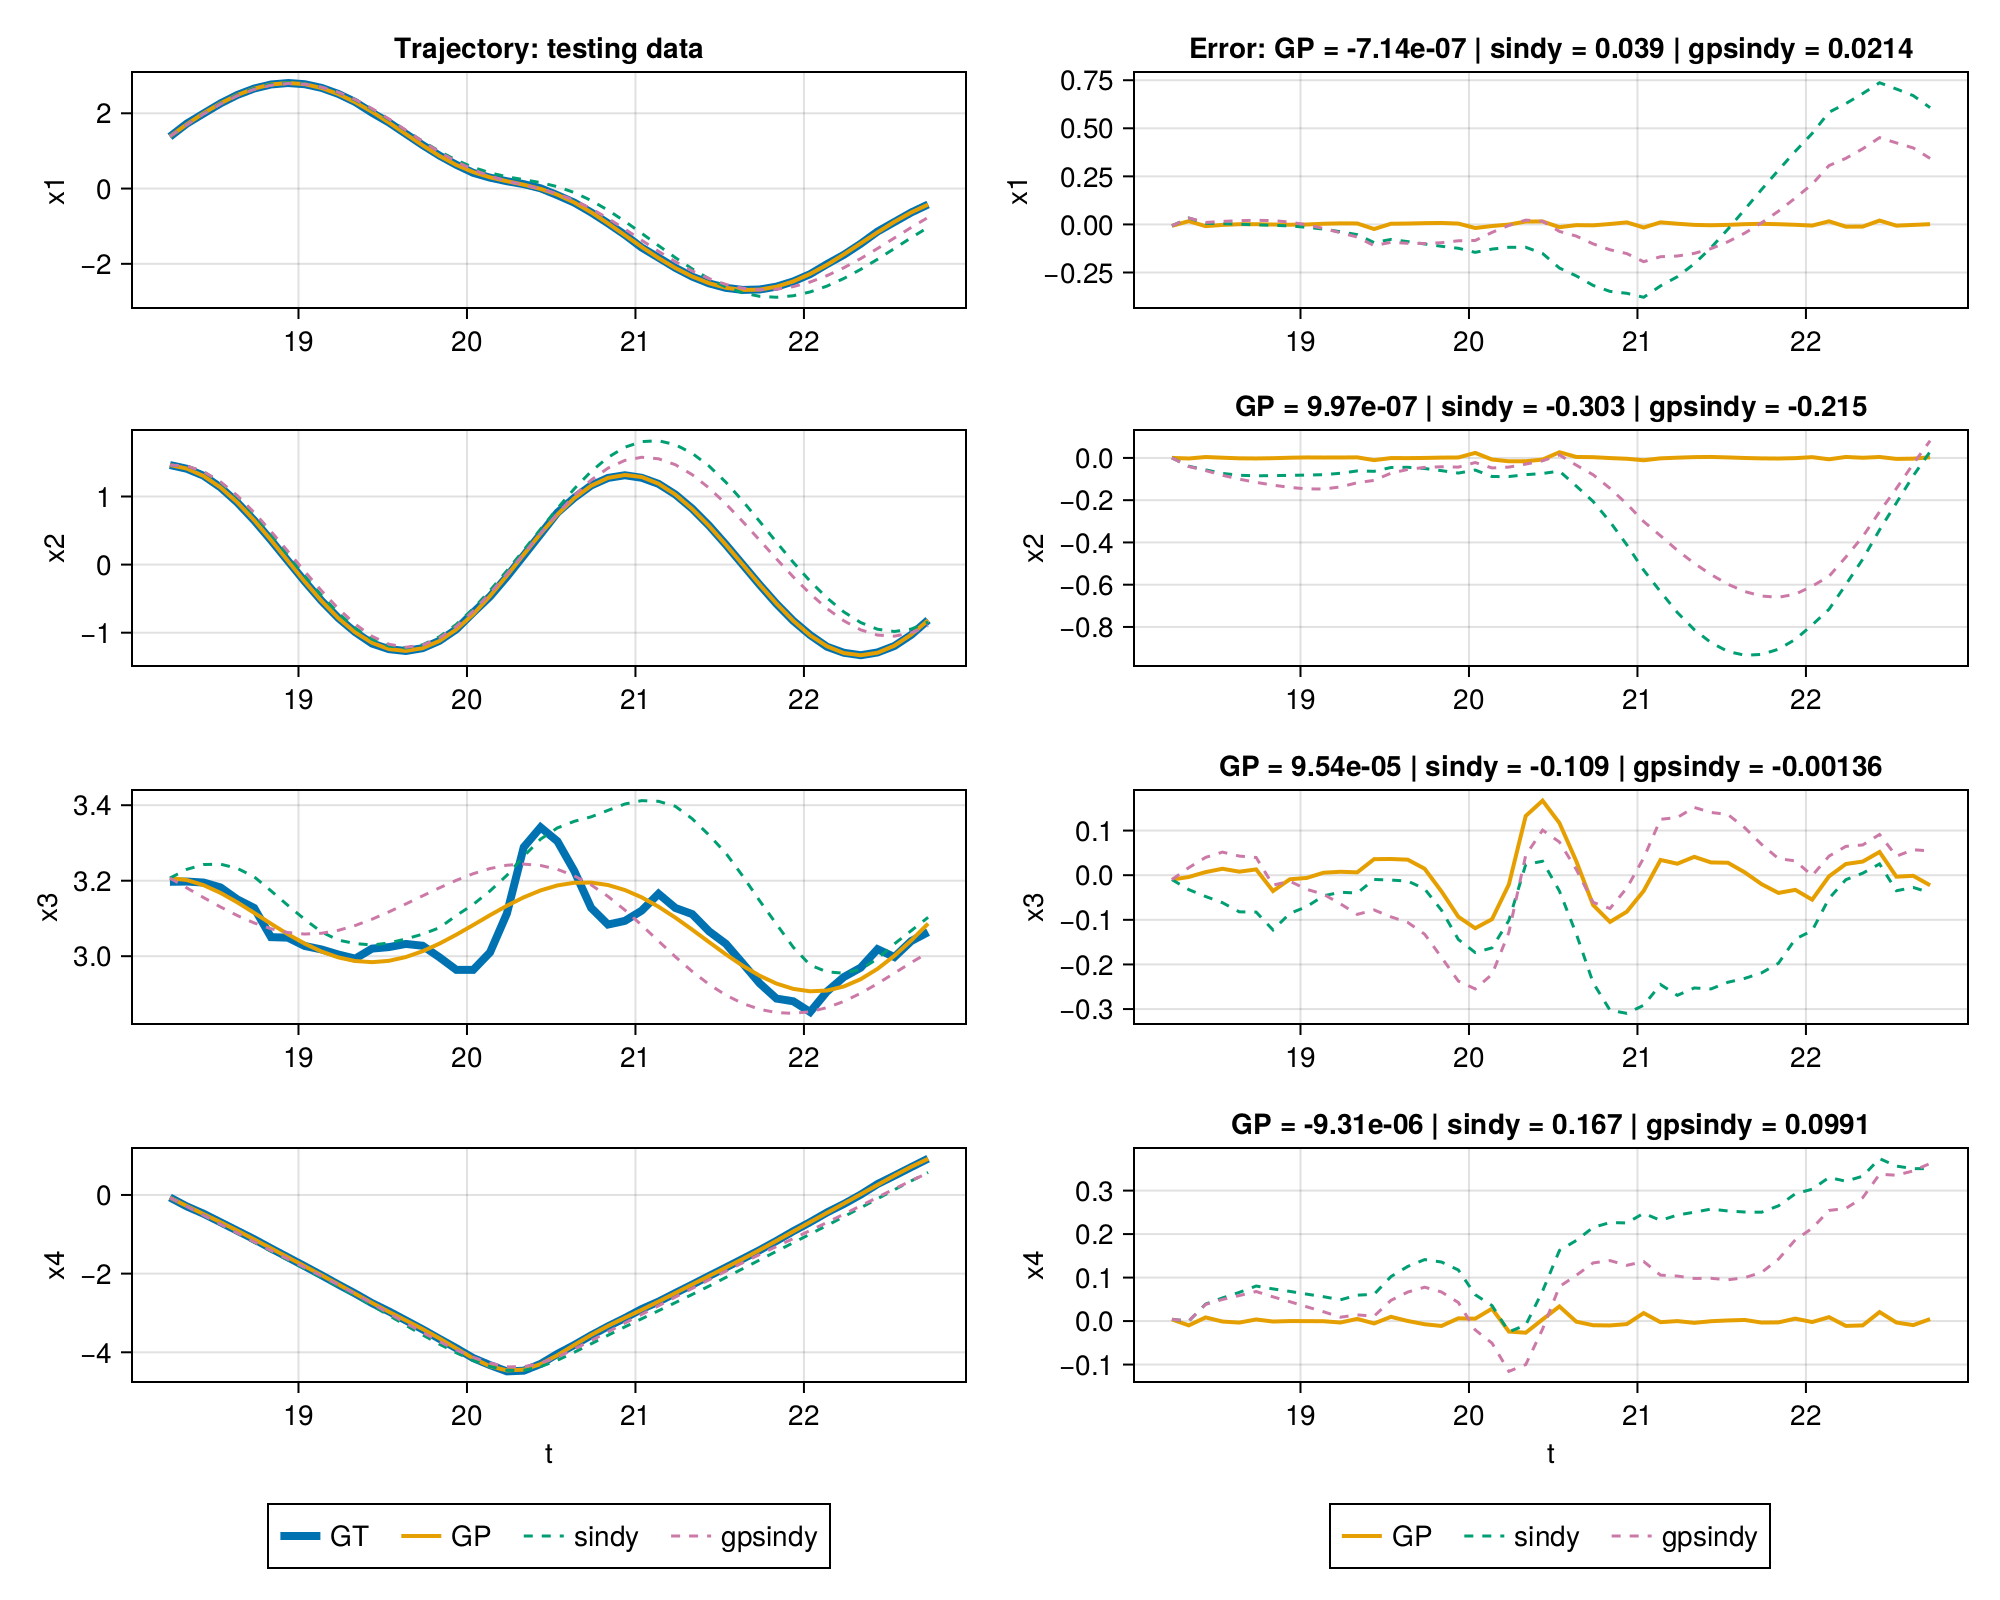 Trajectory: testing data
x1
2
0
−2
19 20 21 22
Error: GP = -7.14e-07 | sindy = 0.039 | gpsindy = 0.0214
x1
0.75
0.50
0.25
0.00
−0.25
19 20 21 22
x2
1
0
−1
19 20 21 22
GP = 9.97e-07 | sindy = -0.303 | gpsindy = -0.215
x2
0.0
−0.2
−0.4
−0.6
−0.8
19 20 21 22
x3
3.4
3.2
3.0
19 20 21 22
GP = 9.54e-05 | sindy = -0.109 | gpsindy = -0.00136
x3
0.1
0.0
−0.1
−0.2
−0.3
19 20 21 22
x4
0
−2
−4
19 20 21 22
t
GP = -9.31e-06 | sindy = 0.167 | gpsindy = 0.0991
x4
0.3
0.2
0.1
0.0
−0.1
19 20 21 22
t
GT GP sindy gpsindy
GP sindy gpsindy